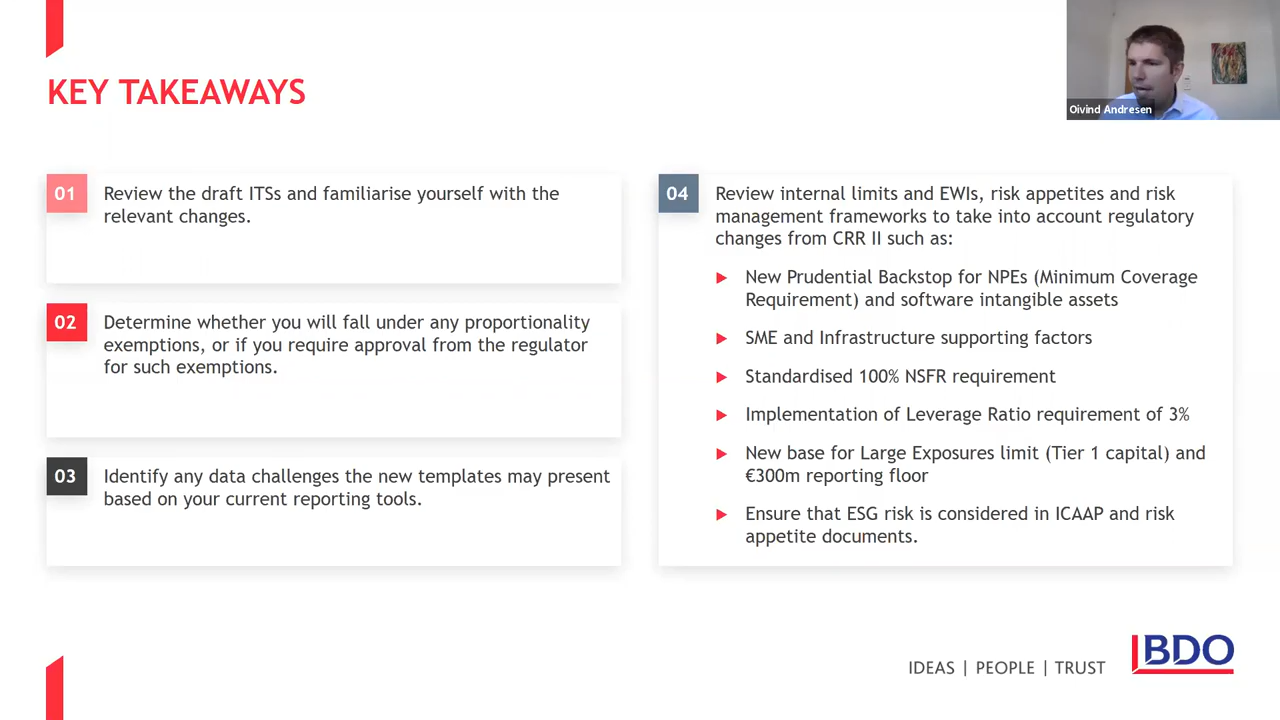 KEY TAKEAWAYS
Oivind Andresen
01
Review the draft ITSs and familiarise yourself with the
relevant changes.
02
Determine whether you will fall under any proportionality
exemptions, or if you require approval from the regulator
for such exemptions.
03
Identify any data challenges the new templates may present
based on your current reporting tools.
04
Review internal limits and EWIs, risk appetites and risk
management frameworks to take into account regulatory
changes from CRR II such as:
New Prudential Backstop for NPEs (Minimum Coverage
Requirement) and software intangible assets
SME and Infrastructure supporting factors
Standardised 100% NSFR requirement
Implementation of Leverage Ratio requirement of 3%
New base for Large Exposures limit (Tier 1 capital) and
€300m reporting floor
Ensure that ESG risk is considered in ICAAP and risk
appetite documents.
IDEAS | PEOPLE | TRUST
BDO